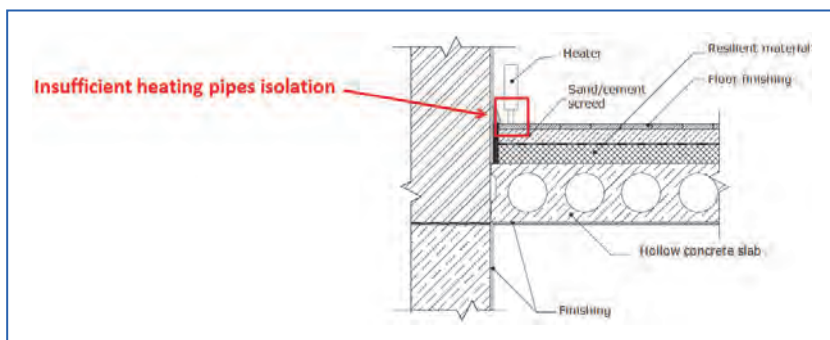 Heater
Resilient material
Floor finishing
Sand/cement
screed
Insufficient heating pipes isolation
Hollow concrete slab
Finishing